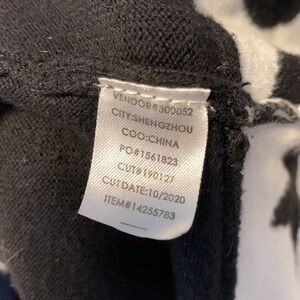 VENDOR#300052
CITY:SHENGZHOU
COO:CHINA
PO#1561823
CUT#190127
CUT DATE:10/2020
ITEM#14255783